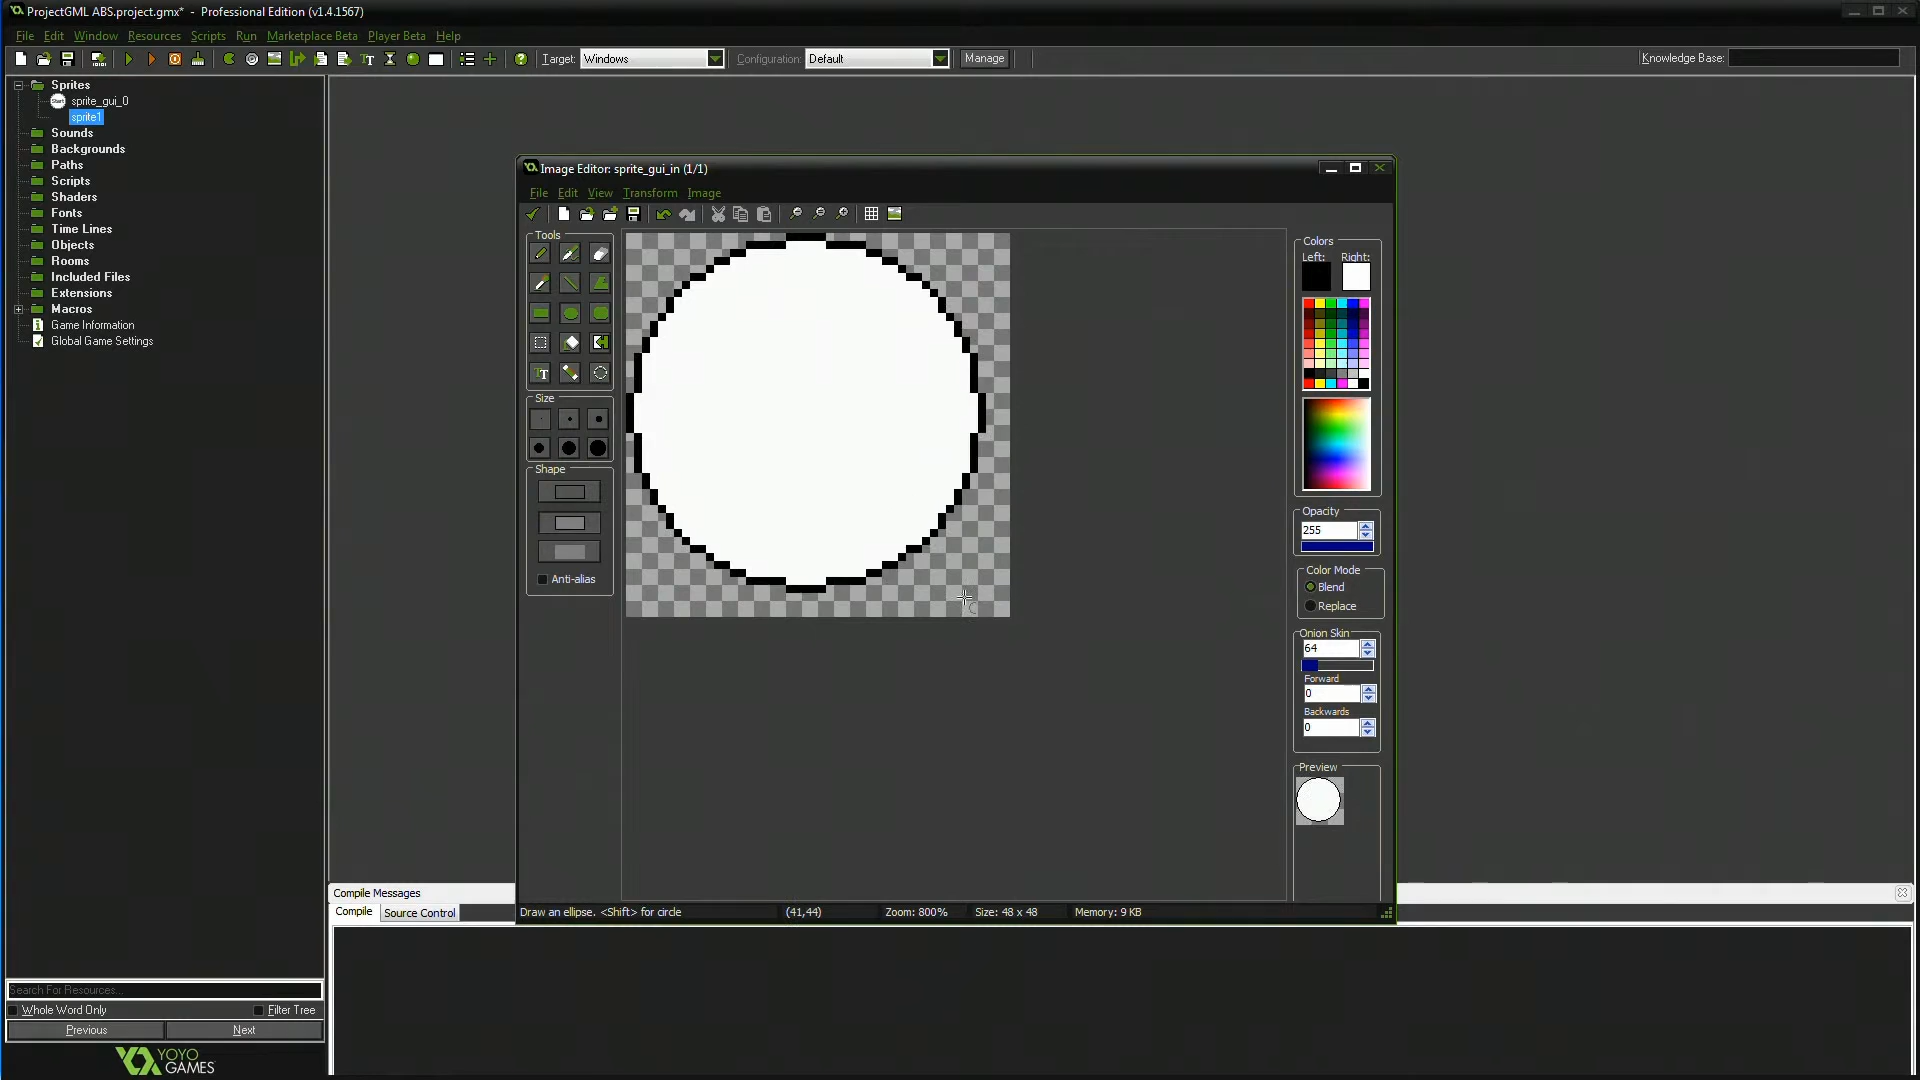 ProjectGML ABS.project.gmx* - Professional Edition (v1.4.1567)
File Edit Window Resources Scripts Run Marketplace Beta Player Beta Help
Target: Windows Configuration: Default Manage Knowledge Base:
Sprites
sprite_gui_0
sprite1
Sounds
Backgrounds
Paths
Scripts
Shaders
Fonts
Time Lines
Objects
Rooms
Included Files
Extensions
Macros
Game Information
Global Game Settings
Search For Resources...
Whole Word Only Filter Tree
Previous Next
YOYO
GAMES
Image Editor: sprite_gui_in (1/1)
File Edit View Transform Image
Tools
Size
Shape
Anti-alias
Colors
Left: Right:
Opacity
255
Color Mode
Blend
Replace
Onion Skin
64
Forward
0
Backwards
0
Preview
Draw an ellipse. <Shift> for circle (41,44) Zoom: 800% Size: 48 x 48 Memory: 9 KB
Compile Messages
Compile Source Control